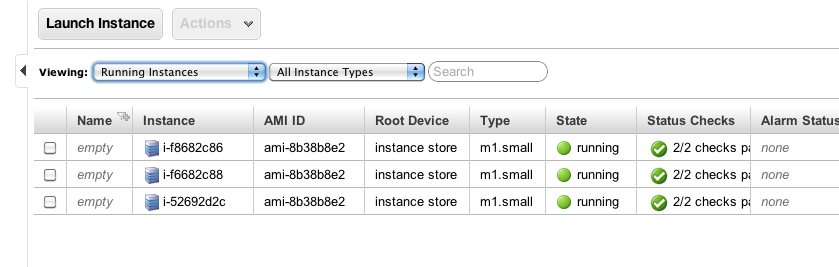 Launch Instance Actions
Viewing: Running Instances All Instance Types Search
Name Instance AMI ID Root Device Type State Status Checks Alarm Status
empty i-f8682c86 ami-8b38b8e2 instance store m1.small running 2/2 checks pa none
empty i-f6682c88 ami-8b38b8e2 instance store m1.small running 2/2 checks pa none
empty i-52692d2c ami-8b38b8e2 instance store m1.small running 2/2 checks pa none